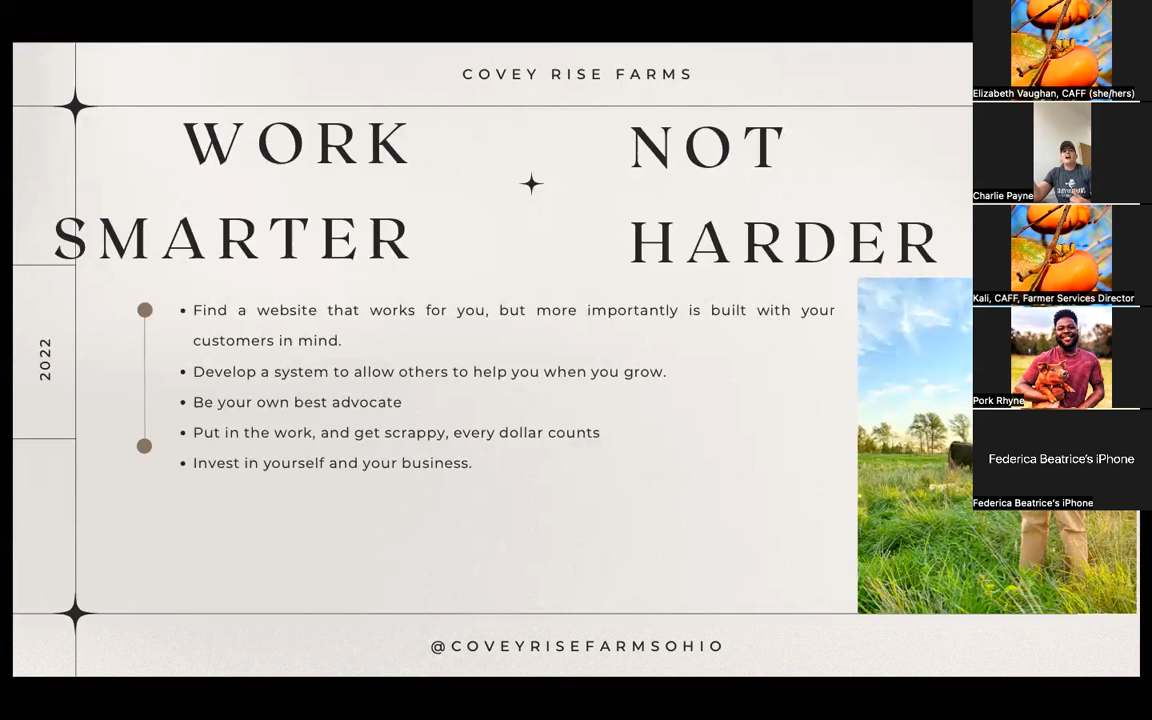 COVEY RISE FARMS
WORK NOT
SMARTER HARDER
2022
• Find a website that works for you, but more importantly is built with your
customers in mind.
• Develop a system to allow others to help you when you grow.
• Be your own best advocate
• Put in the work, and get scrappy, every dollar counts
• Invest in yourself and your business.
@COVEYRISEFARMSOHIO
Elizabeth Vaughan, CAFF (she/hers)
Charlie Payne
Kali, CAFF, Farmer Services Director
Pork Rhyne
Federica Beatrice's iPhone
Federica Beatrice's iPhone